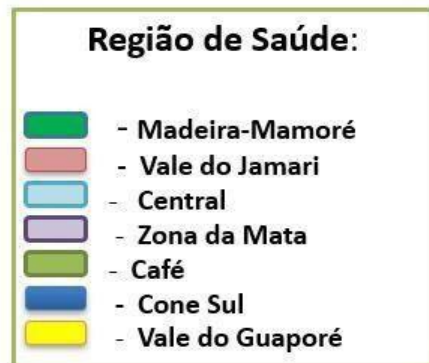 Região de Saúde:
- Madeira-Mamoré
- Vale do Jamari
- Central
- Zona da Mata
- Café
- Cone Sul
- Vale do Guaporé